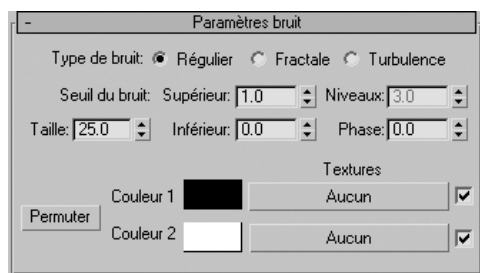 - Paramètres bruit
Type de bruit: Régulier Fractale Turbulence
Seuil du bruit: Supérieur: 1.0 Niveaux: 3.0
Taille: 25.0 Inférieur: 0.0 Phase: 0.0
Textures
Couleur 1 Aucun
Permuter
Couleur 2 Aucun